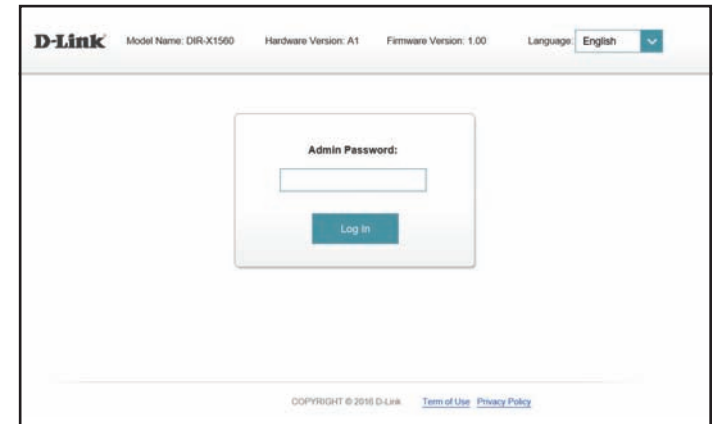 D-Link Model Name: DIR-X1560 Hardware Version: A1 Firmware Version: 1.00 Language: English
Admin Password:
Log In
COPYRIGHT © 2016 D-Link Term of Use Privacy Policy